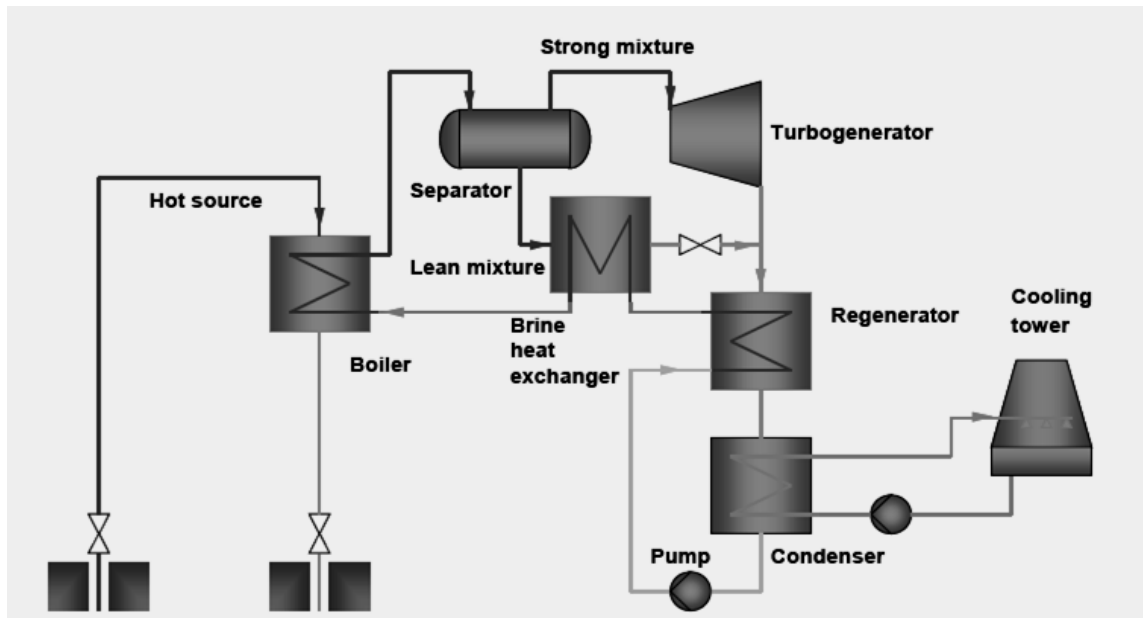 Strong mixture
Turbogenerator
Separator
Hot source
Lean mixture
Cooling
tower
Regenerator
Brine
heat
exchanger
Boiler
Pump
Condenser